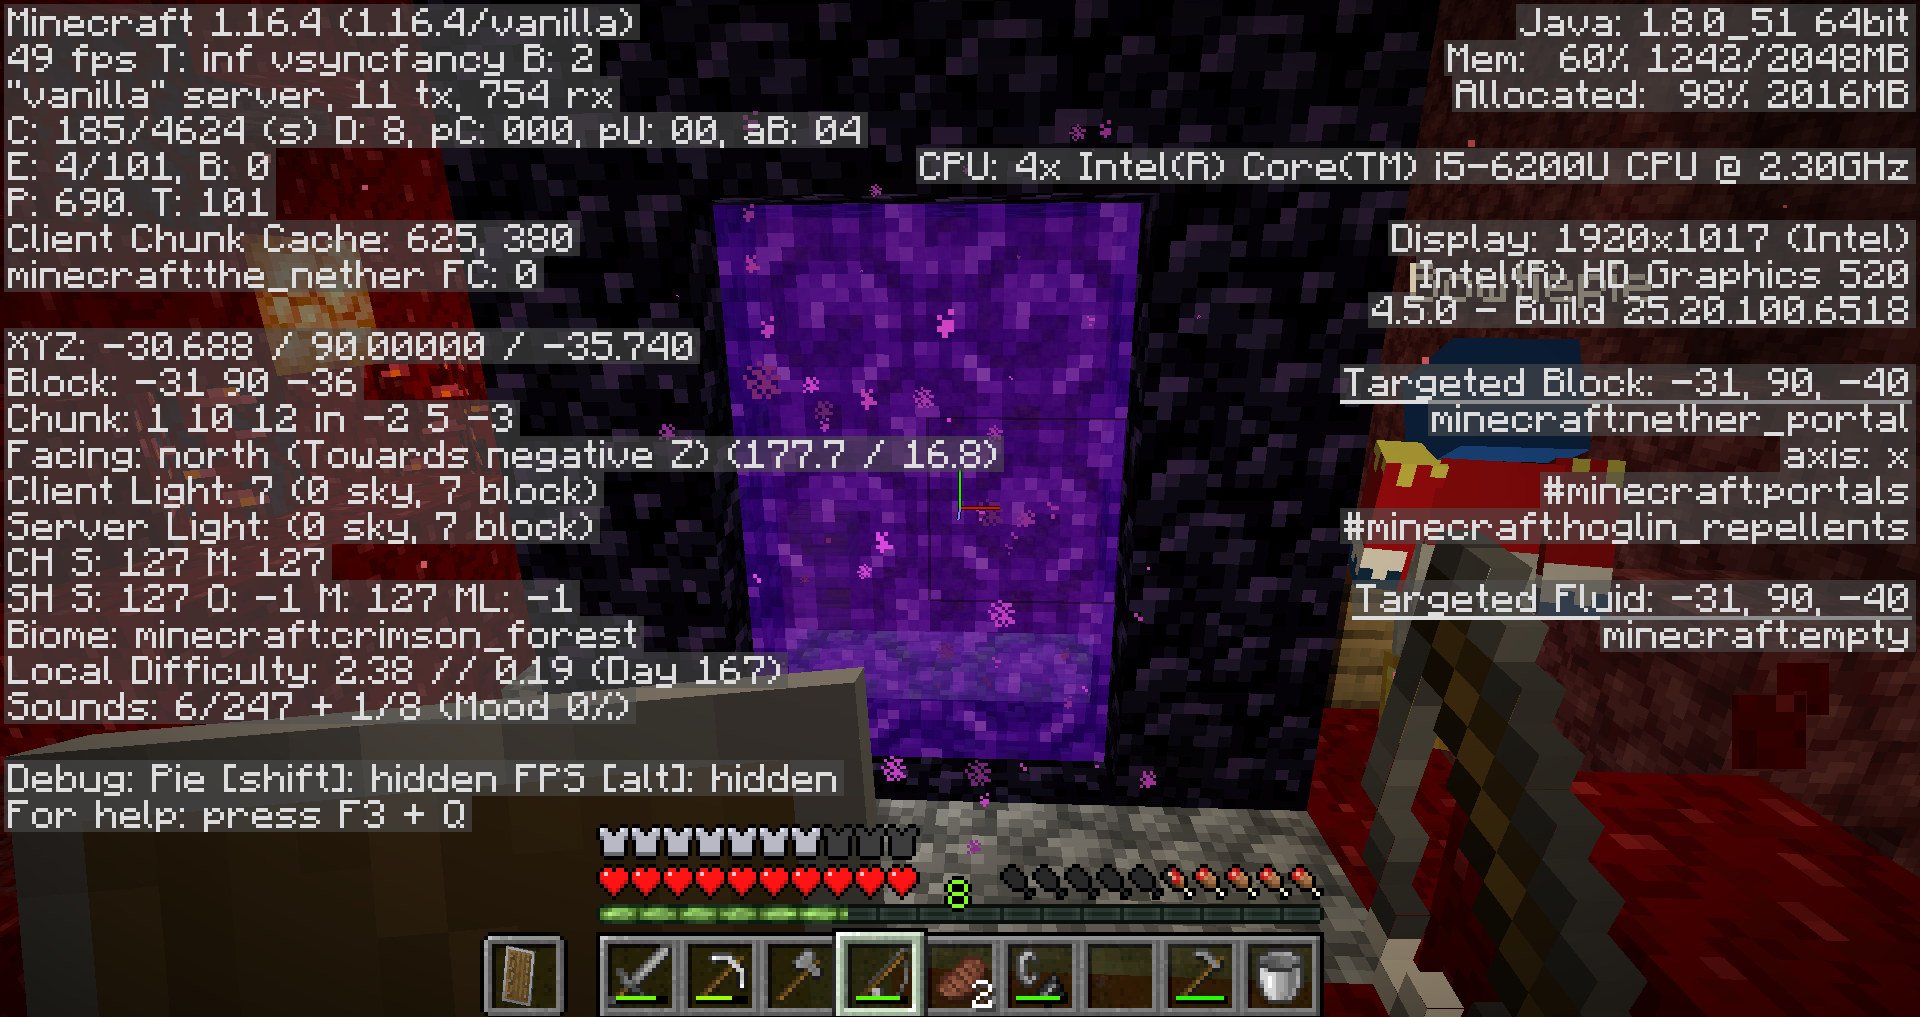 Minecraft 1.16.4 (1.16.4/vanilla)
49 fps T: inf vsyncfancy B: 2
"vanilla" server, 11 tx, 754 rx
C: 185/4624 (s) D: 8, pC: 000, pU: 00, aB: 04
E: 4/101, B: 0
P: 690. T: 101
Client Chunk Cache: 625, 380
minecraft:the_nether FC: 0
XYZ: -30.688 / 90.00000 / -35.740
Block: -31 90 -36
Chunk: 1 10 12 in -2 5 -3
Facing: north (Towards negative Z) (177.7 / 16.8)
Client Light: 7 (0 sky, 7 block)
Server Light: (0 sky, 7 block)
CH S: 127 M: 127
SH S: 127 O: -1 M: 127 ML: -1
Biome: minecraft:crimson_forest
Local Difficulty: 2.38 // 0.19 (Day 167)
Sounds: 6/247 + 1/8 (Mood 0%)
Debug: Pie [shift]: hidden FPS [alt]: hidden
For help: press F3 + Q
Java: 1.8.0_51 64bit
Mem: 60% 1242/2048MB
Allocated: 98% 2016MB
CPU: 4x Intel(R) Core(TM) i5-6200U CPU @ 2.30GHz
Display: 1920x1017 (Intel)
Intel(R) HD Graphics 520
4.5.0 - Build 25.20.100.6518
Targeted Block: -31, 90, -40
minecraft:nether_portal
axis: x
#minecraft:portals
#minecraft:hoglin_repellents
Targeted Fluid: -31, 90, -40
minecraft:empty
8
2